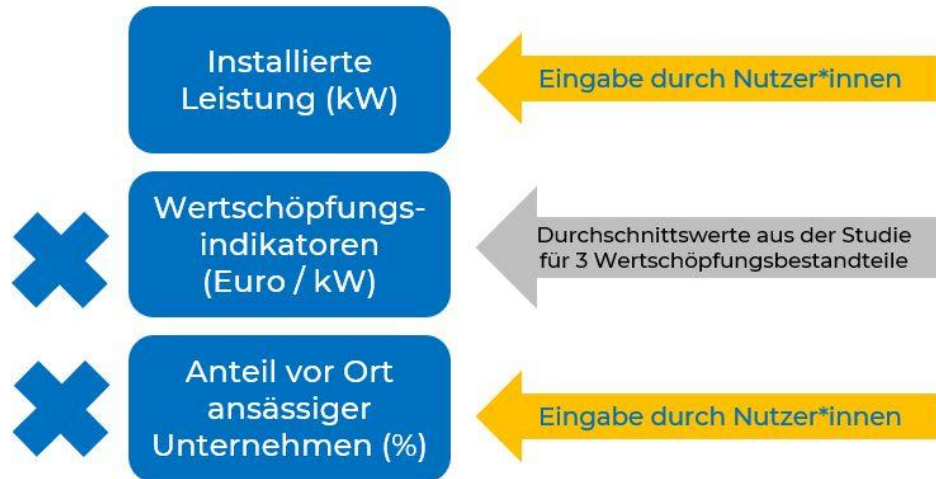 Installierte
Leistung (kW)
Eingabe durch Nutzer*innen
Wertschöpfungs-
indikatoren
(Euro / kW)
Durchschnittswerte aus der Studie
für 3 Wertschöpfungsbestandteile
Anteil vor Ort
ansässiger
Unternehmen (%)
Eingabe durch Nutzer*innen